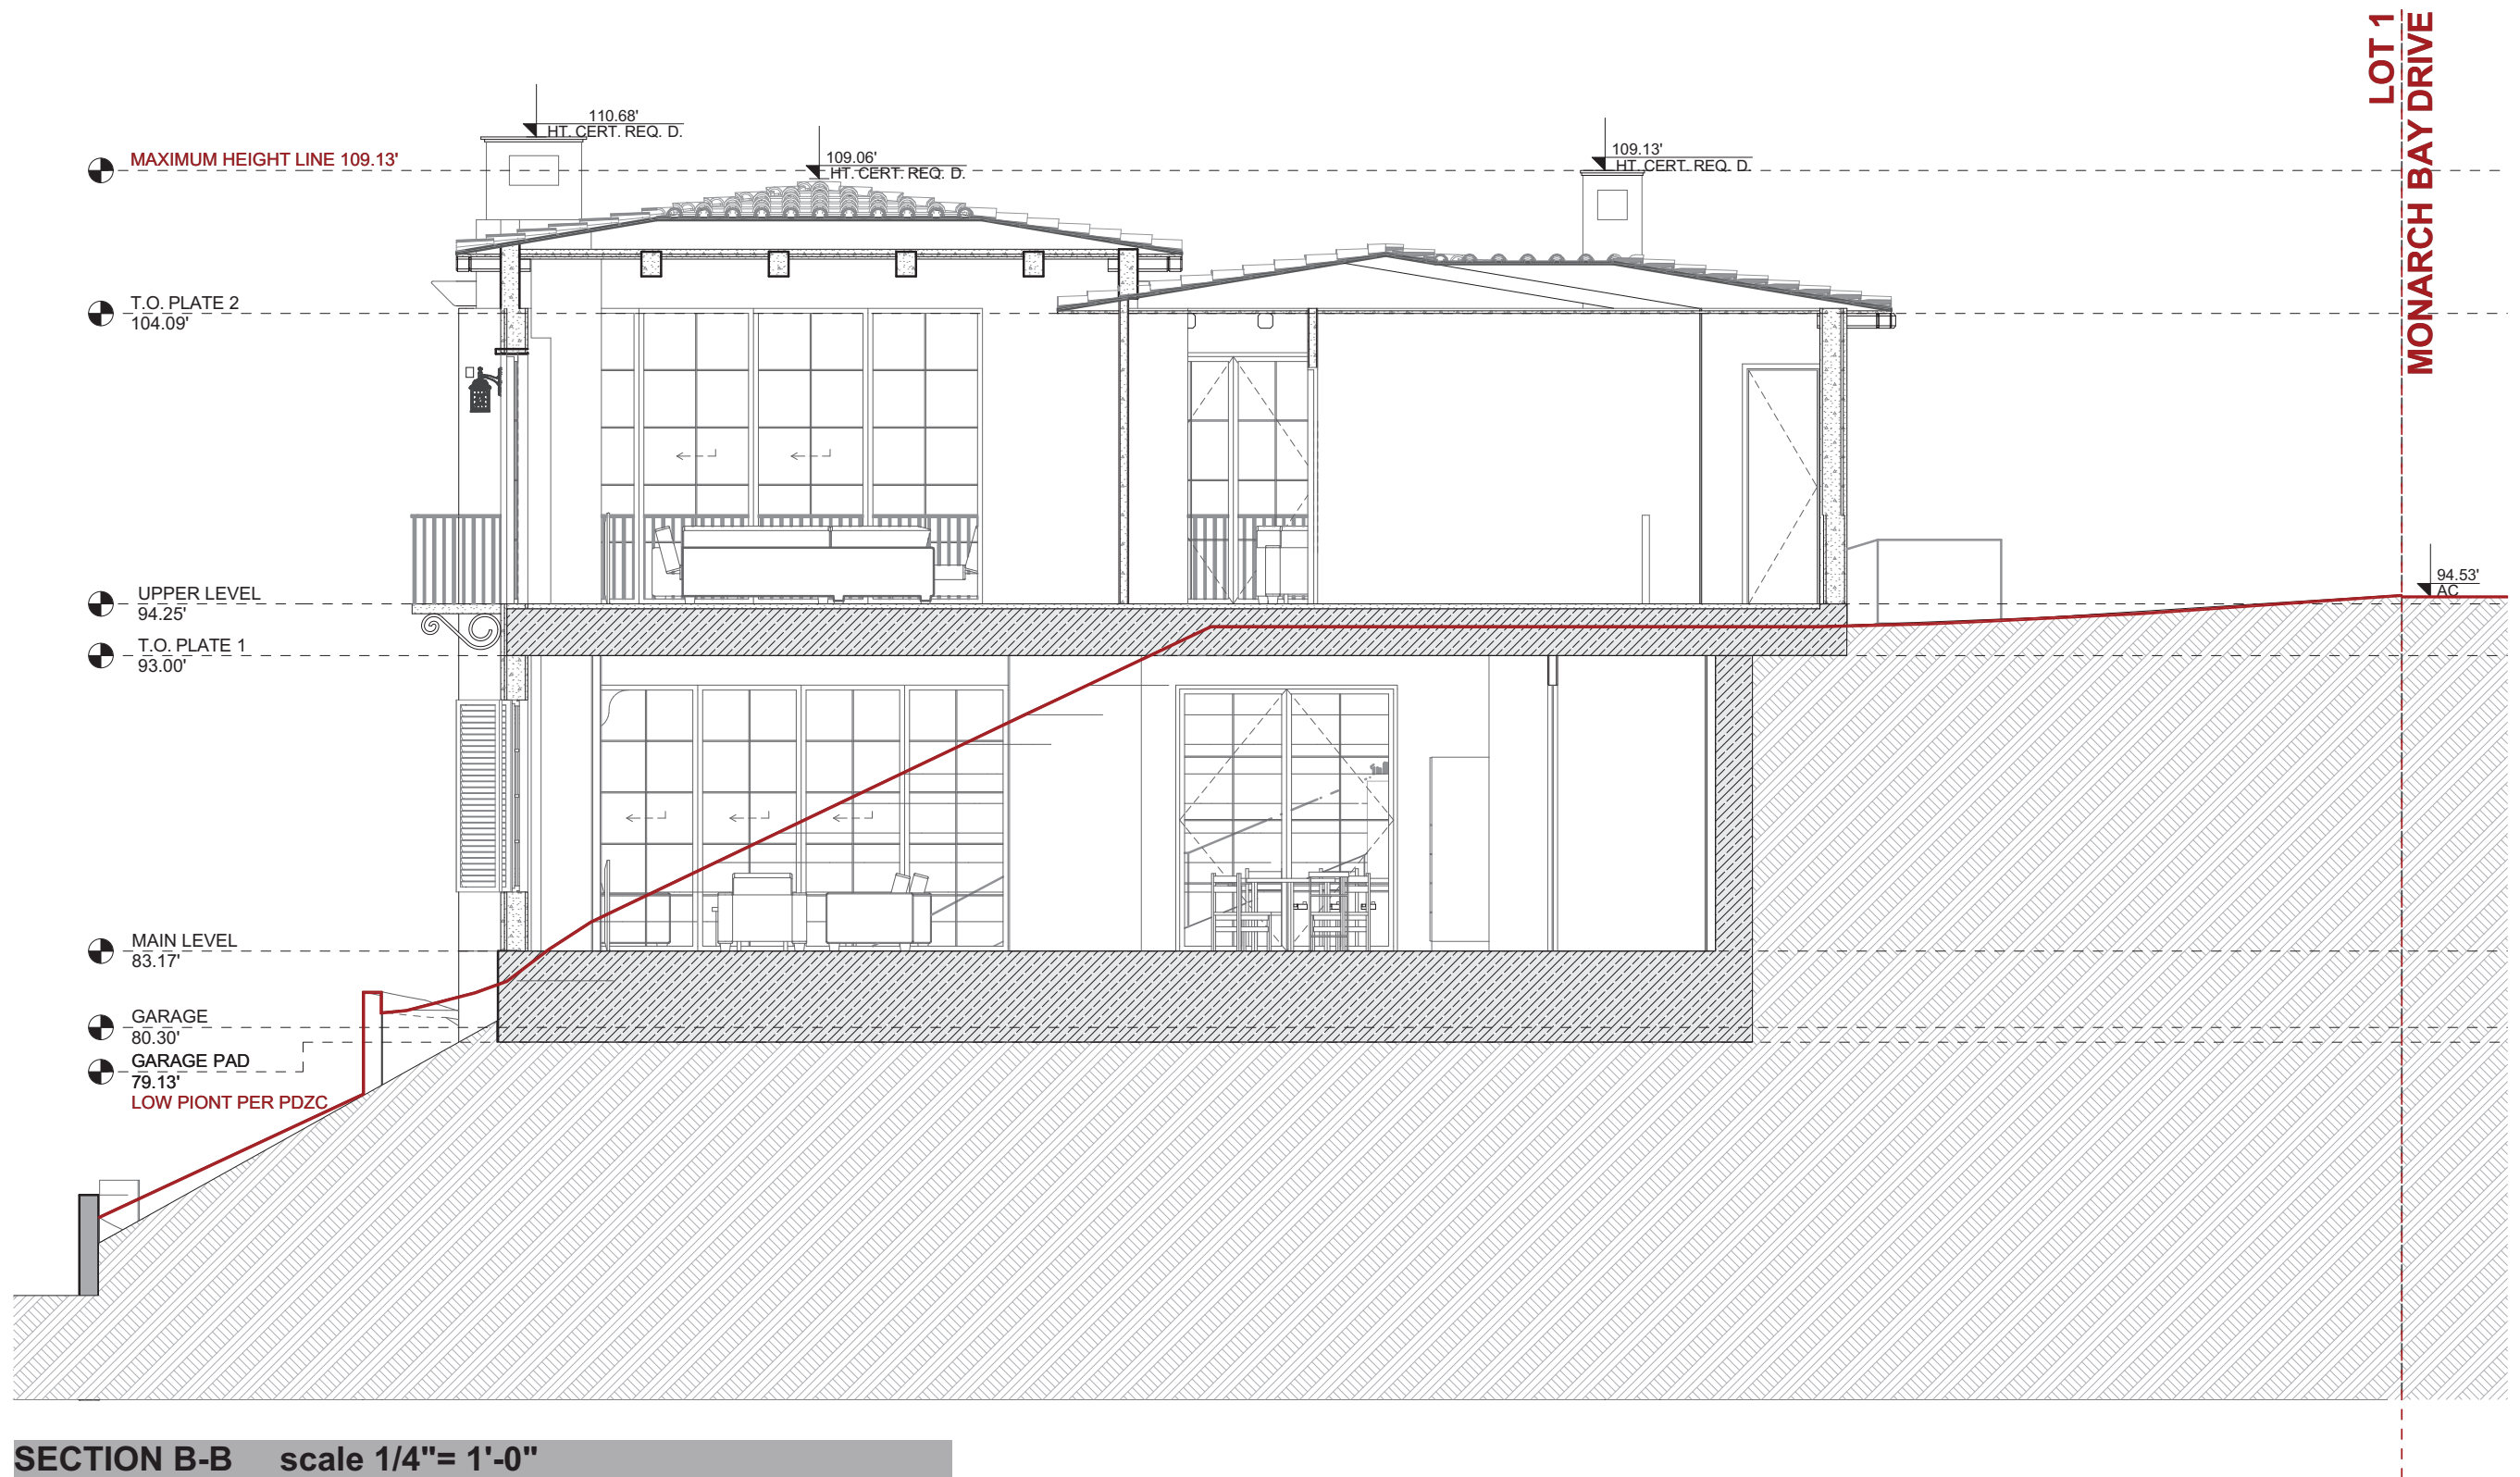 LOT 1
MONARCH BAY DRIVE
110.68'
HT. CERT. REQ. D.
109.06'
HT. CERT. REQ. D.
109.13'
HT. CERT. REQ. D.
MAXIMUM HEIGHT LINE 109.13'
T.O. PLATE 2
104.09'
94.53'
AC
UPPER LEVEL
94.25'
T.O. PLATE 1
93.00'
MAIN LEVEL
83.17'
GARAGE
80.30'
GARAGE PAD
79.13'
LOW PIONT PER PDZC
SECTION B-B scale 1/4"= 1'-0"